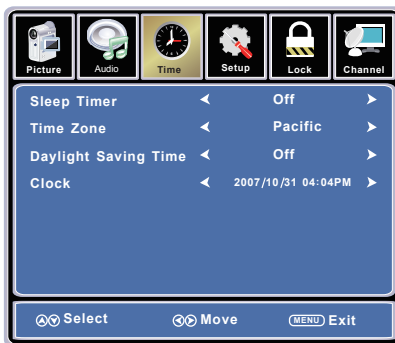 Picture Audio Time Setup Lock Channel
Sleep Timer Off
Time Zone Pacific
Daylight Saving Time Off
Clock 2007/10/31 04:04PM
Select Move MENU Exit